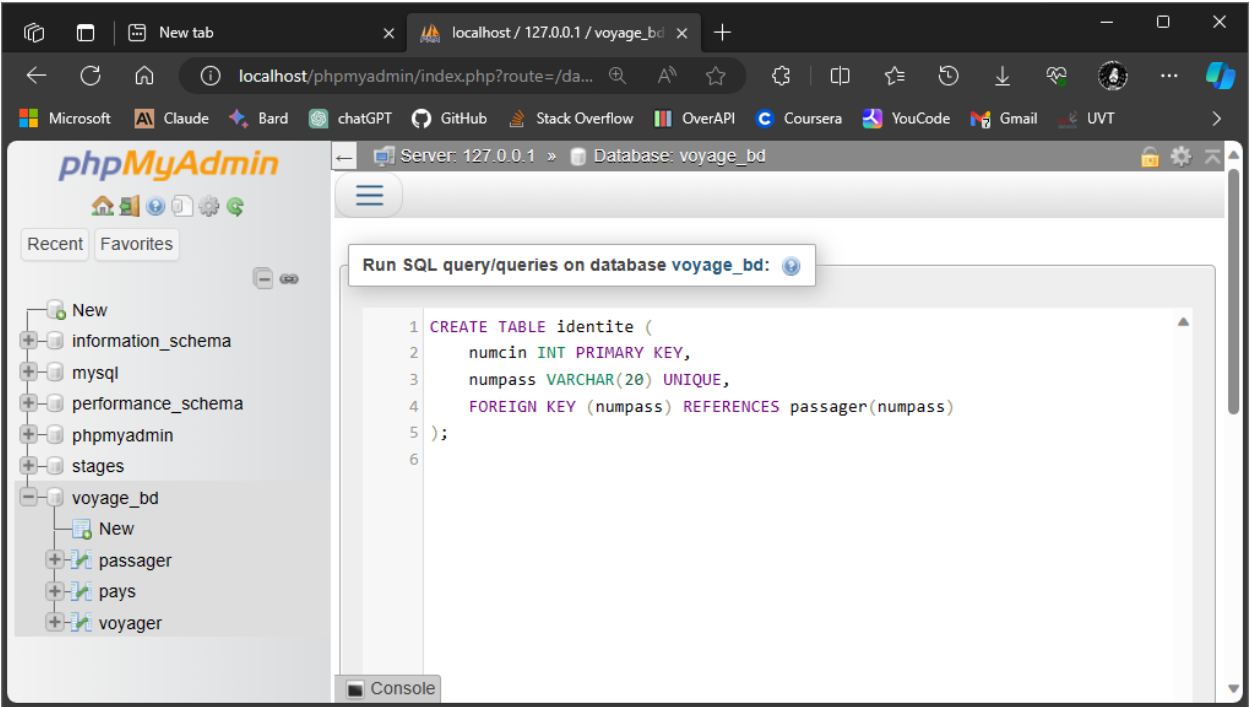 New tab
localhost / 127.0.0.1 / voyage_bd
localhost/phpmyadmin/index.php?route=/da...
Microsoft Claude Bard chatGPT GitHub Stack Overflow OverAPI Coursera YouCode Gmail UVT
phpMyAdmin
Recent Favorites
New
information_schema
mysql
performance_schema
phpmyadmin
stages
voyage_bd
New
passager
pays
voyager
Server: 127.0.0.1 » Database: voyage_bd
Run SQL query/queries on database voyage_bd:
1 CREATE TABLE identite (
2 numcin INT PRIMARY KEY,
3 numpass VARCHAR(20) UNIQUE,
4 FOREIGN KEY (numpass) REFERENCES passager(numpass)
5 );
6
Console